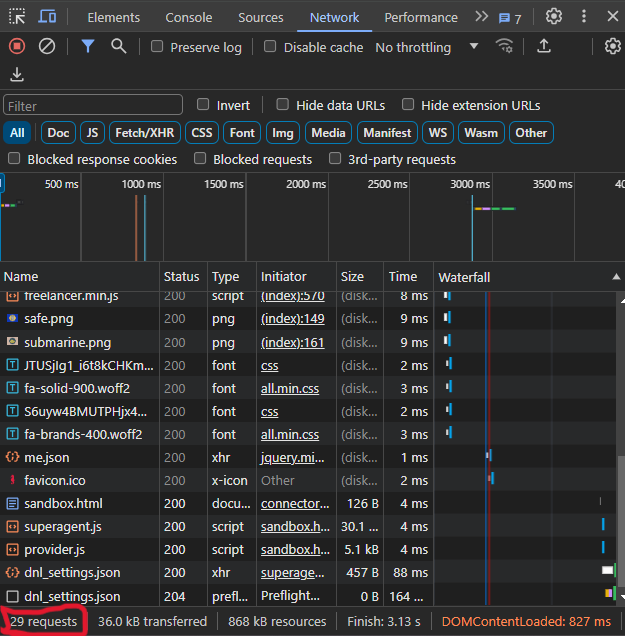 Elements Console Sources Network Performance 7
Preserve log Disable cache No throttling
Filter Invert Hide data URLs Hide extension URLs
All Doc JS Fetch/XHR CSS Font Img Media Manifest WS Wasm Other
Blocked response cookies Blocked requests 3rd-party requests
500 ms 1000 ms 1500 ms 2000 ms 2500 ms 3000 ms 3500 ms 40
Name Status Type Initiator Size Time Waterfall
freelancer.min.js 200 script (index):570 (disk... 8 ms
safe.png 200 png (index):149 (disk... 9 ms
submarine.png 200 png (index):161 (disk... 9 ms
JTUSjIg1_i6t8kCHKm... 200 font css (disk... 2 ms
fa-solid-900.woff2 200 font all.min.css (disk... 3 ms
S6uyw4BMUTPHjx4... 200 font css (disk... 2 ms
fa-brands-400.woff2 200 font all.min.css (disk... 3 ms
me.json 200 xhr jquery.mi... (disk... 1 ms
favicon.ico 200 x-icon Other (disk... 2 ms
sandbox.html 200 docu... connector... 126 B 4 ms
superagent.js 200 script sandbox.h... 30.1 ... 4 ms
provider.js 200 script sandbox.h... 5.1 kB 4 ms
dnl_settings.json 200 xhr superage... 457 B 88 ms
dnl_settings.json 204 prefl... Preflight... 0 B 164 ...
29 requests 36.0 kB transferred 868 kB resources Finish: 3.13 s DOMContentLoaded: 827 ms